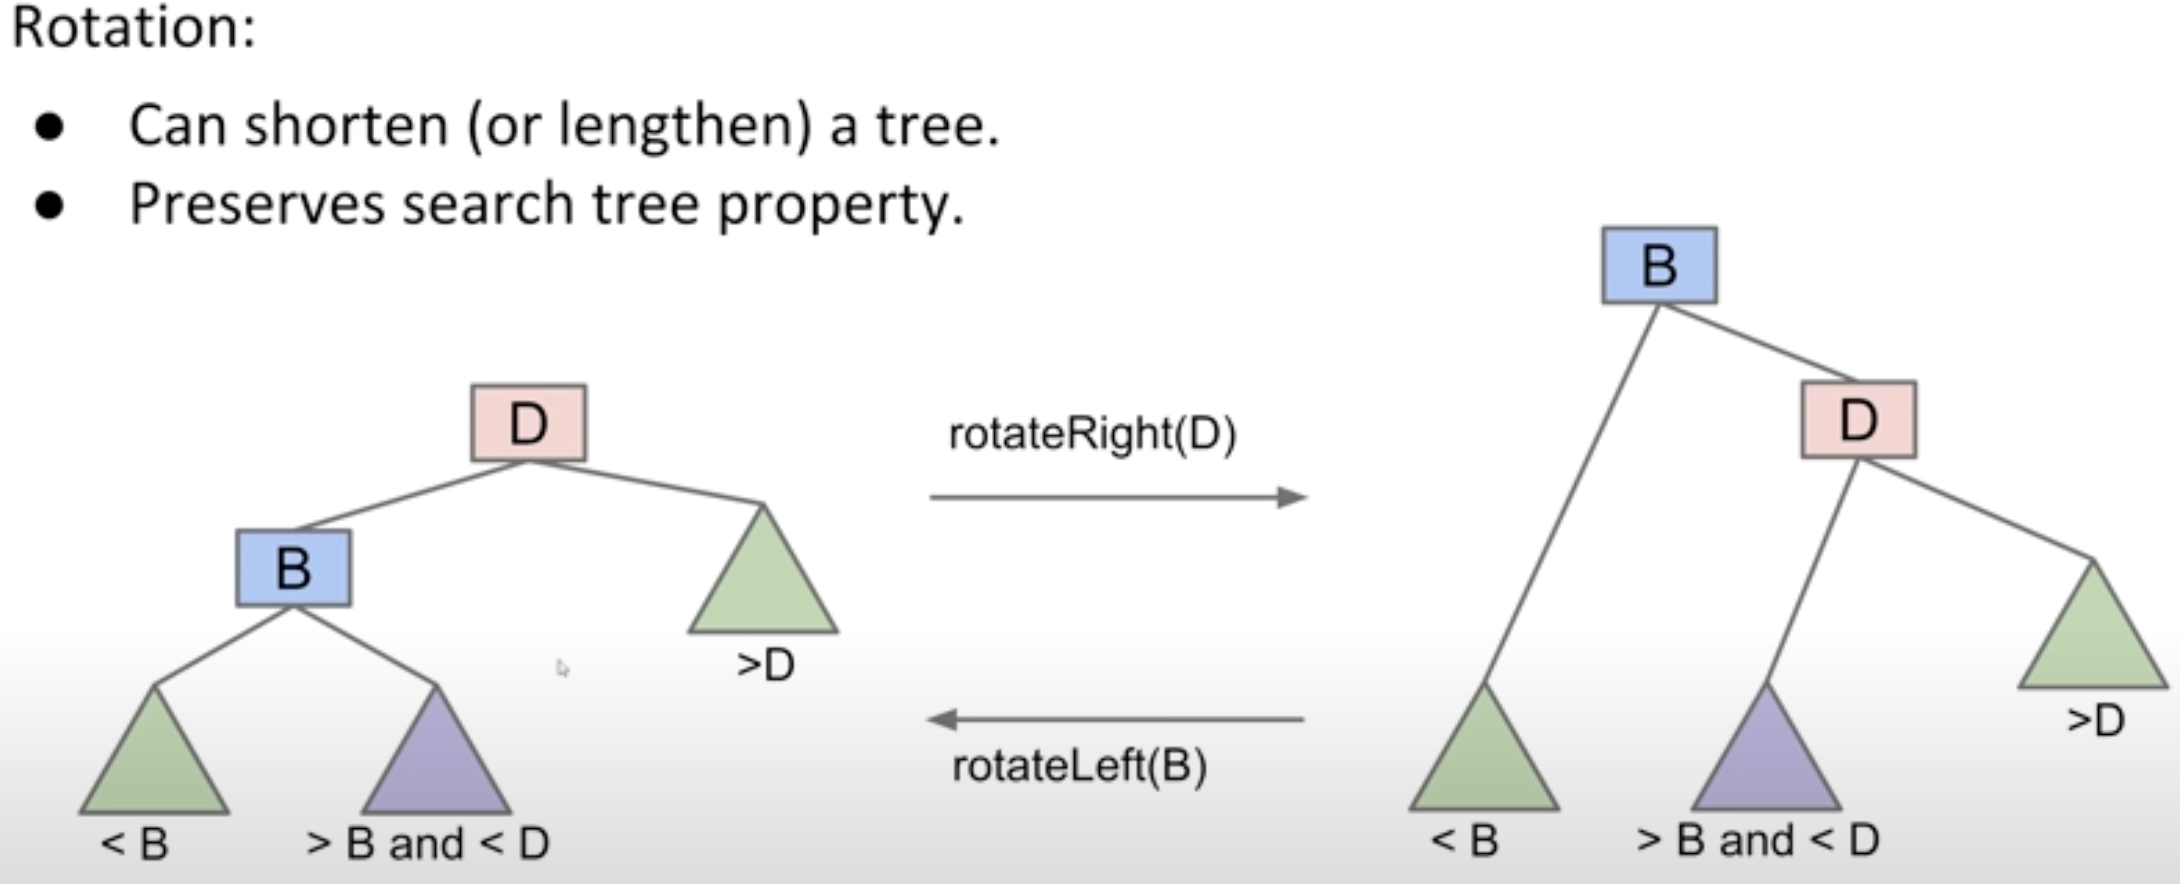 Rotation:
● Can shorten (or lengthen) a tree.
● Preserves search tree property.
B
D
rotateRight(D)
D
B
>D
>D
rotateLeft(B)
< B
> B and < D
< B
> B and < D